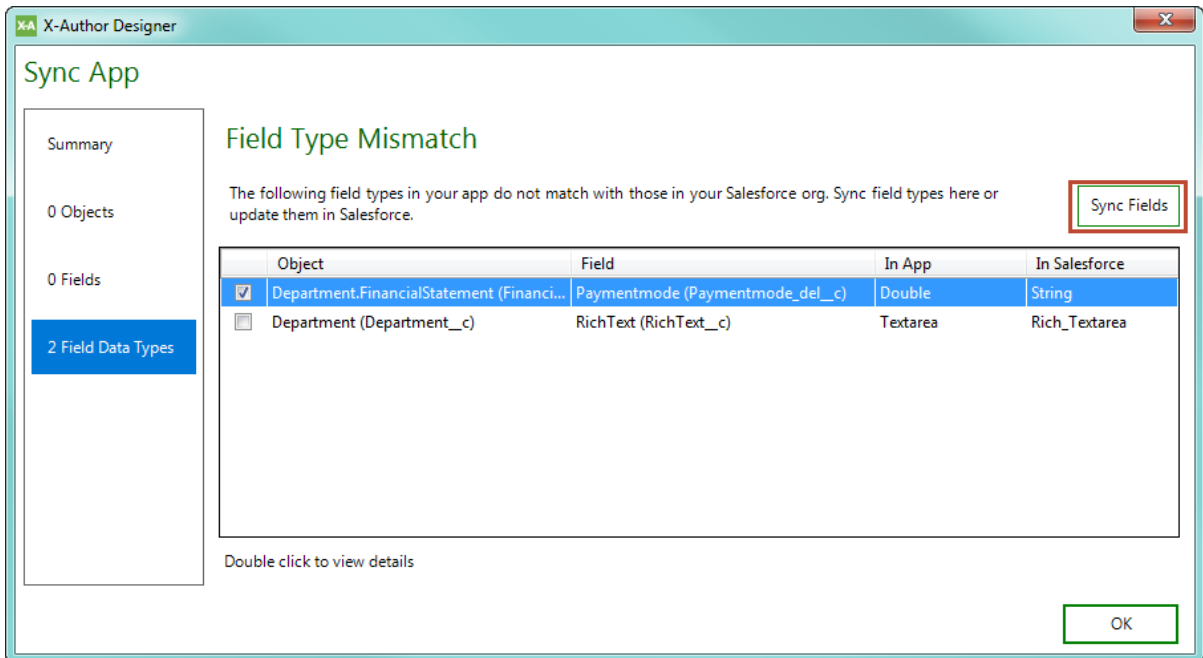 X-A X-Author Designer
Sync App
Summary
0 Objects
0 Fields
2 Field Data Types
Field Type Mismatch
The following field types in your app do not match with those in your Salesforce org. Sync field types here or
update them in Salesforce.
Sync Fields
Object Field In App In Salesforce
Department.FinancialStatement (Financi... Paymentmode (Paymentmode_del__c) Double String
Department (Department__c) RichText (RichText__c) Textarea Rich_Textarea
Double click to view details
OK